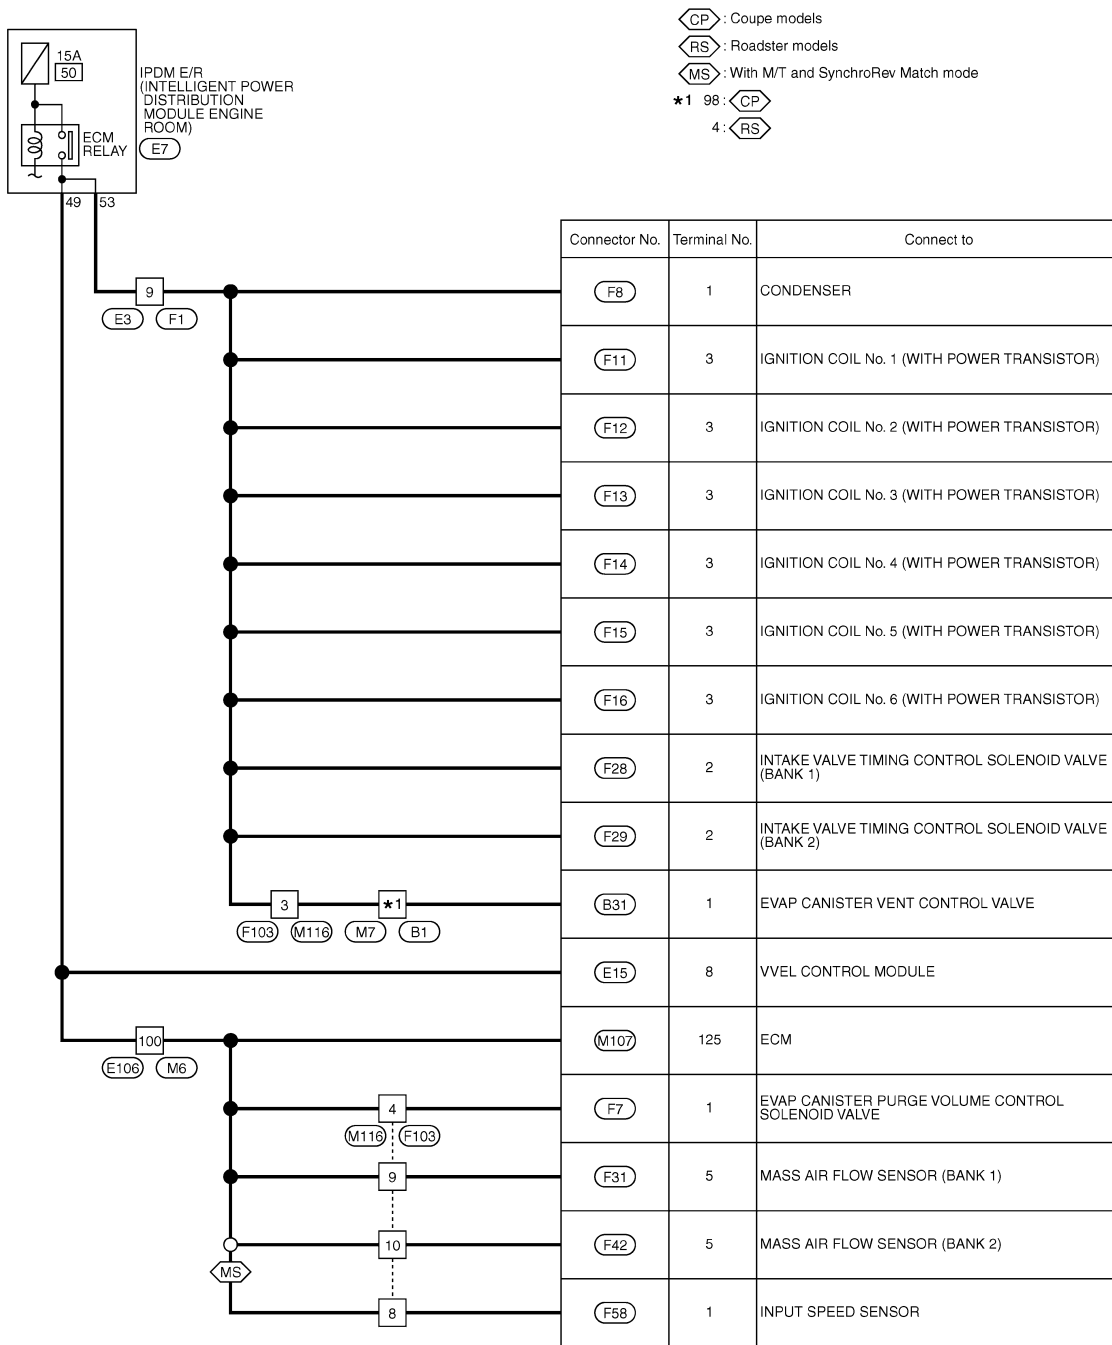 CP : Coupe models
RS : Roadster models
MS : With M/T and SynchroRev Match mode
*1 98 : CP
4 : RS
15A
50
IPDM E/R
(INTELLIGENT POWER
DISTRIBUTION
MODULE ENGINE
ROOM)
E7
ECM
RELAY
49 53
Connector No. Terminal No. Connect to
9
E3 F1
F8 1 CONDENSER
F11 3 IGNITION COIL No. 1 (WITH POWER TRANSISTOR)
F12 3 IGNITION COIL No. 2 (WITH POWER TRANSISTOR)
F13 3 IGNITION COIL No. 3 (WITH POWER TRANSISTOR)
F14 3 IGNITION COIL No. 4 (WITH POWER TRANSISTOR)
F15 3 IGNITION COIL No. 5 (WITH POWER TRANSISTOR)
F16 3 IGNITION COIL No. 6 (WITH POWER TRANSISTOR)
F28 2 INTAKE VALVE TIMING CONTROL SOLENOID VALVE
(BANK 1)
F29 2 INTAKE VALVE TIMING CONTROL SOLENOID VALVE
(BANK 2)
3 *1
F103 M116 M7 B1
B31 1 EVAP CANISTER VENT CONTROL VALVE
E15 8 VVEL CONTROL MODULE
100
E106 M6
M107 125 ECM
4
M116 F103
F7 1 EVAP CANISTER PURGE VOLUME CONTROL
SOLENOID VALVE
9 F31 5 MASS AIR FLOW SENSOR (BANK 1)
10 F42 5 MASS AIR FLOW SENSOR (BANK 2)
MS
8 F58 1 INPUT SPEED SENSOR